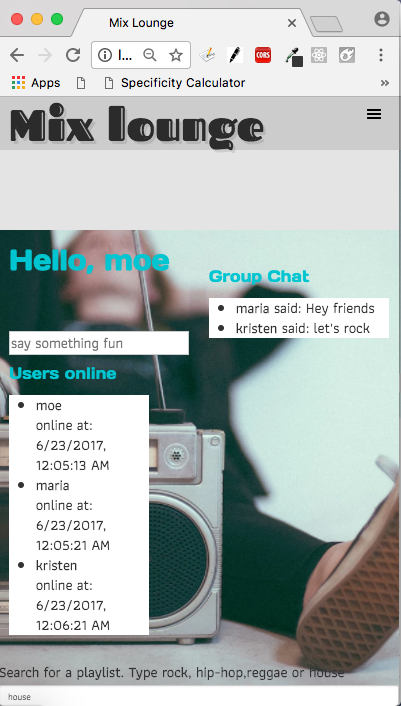 Mix Lounge
Apps
Specificity Calculator
»
CORS
Mix lounge
Hello, moe
Group Chat
maria said: Hey friends
kristen said: let's rock
say something fun
Users online
moe
online at:
6/23/2017,
12:05:13 AM
maria
online at:
6/23/2017,
12:05:21 AM
kristen
online at:
6/23/2017,
12:06:21 AM
Search for a playlist. Type rock, hip-hop,reggae or house
house